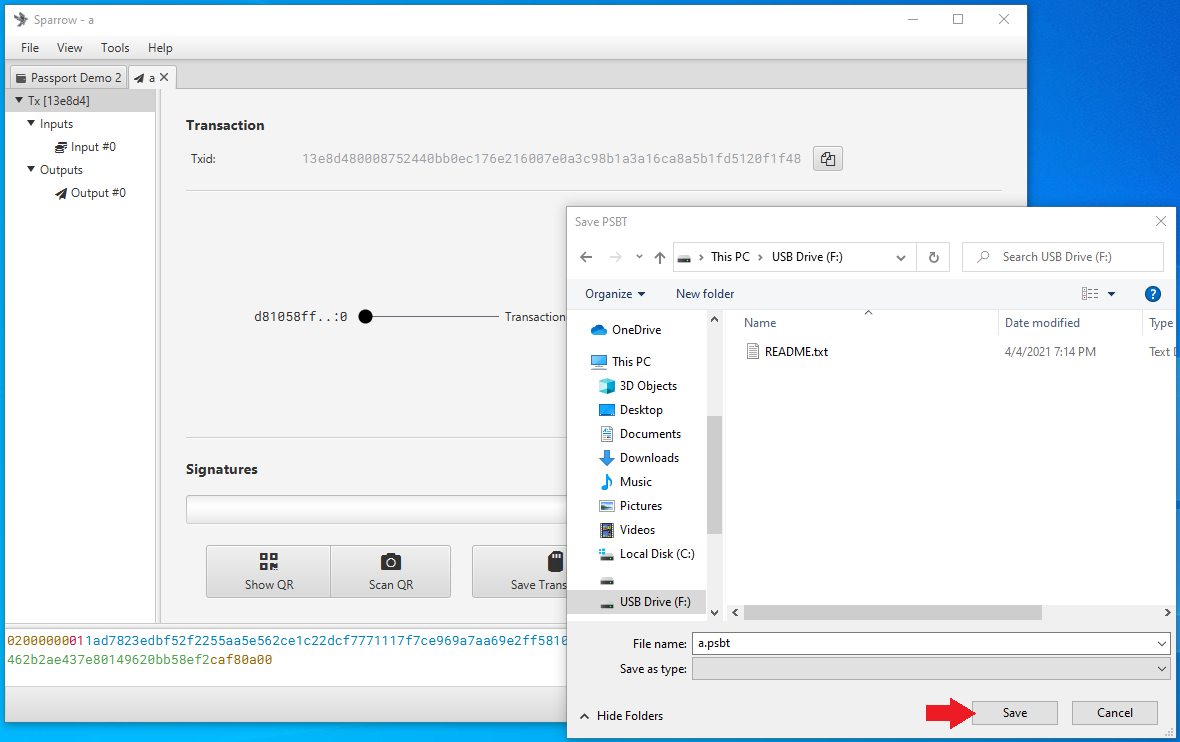 Sparrow - a
File View Tools Help
Passport Demo 2 a
Tx [13e8d4]
Inputs
Input #0
Outputs
Output #0
Transaction
Txid: 13e8d480008752440bb0ec176e216007e0a3c98b1a3a16ca8a5b1fd5120f1f48
d81058ff..:0 Transaction
Signatures
Show QR Scan QR Save Trans
02000000011ad7823edbf52f2255aa5e562ce1c22dcf7771117f7ce969a7aa69e2ff5810
462b2ae437e80149620bb58ef2caf80a00
Save PSBT
This PC USB Drive (F:) Search USB Drive (F:)
Organize New folder
OneDrive
This PC
3D Objects
Desktop
Documents
Downloads
Music
Pictures
Videos
Local Disk (C:)
USB Drive (F:)
Name Date modified Type
README.txt 4/4/2021 7:14 PM Text D
File name: a.psbt
Save as type:
Hide Folders Save Cancel